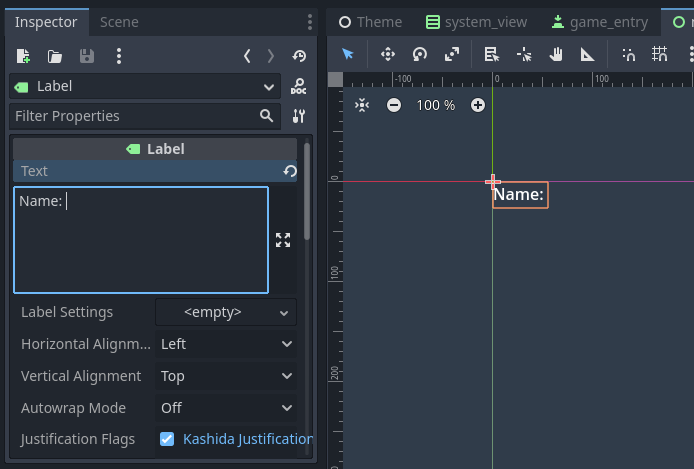 Inspector
Scene
Theme
system_view
game_entry
Label
DOC
Filter Properties
Label
Text
Name:
Label Settings
<empty>
Horizontal Alignm...
Left
Vertical Alignment
Top
Autowrap Mode
Off
Justification Flags
Kashida Justification
-100
0
100
100 %
0
100
200
Name: